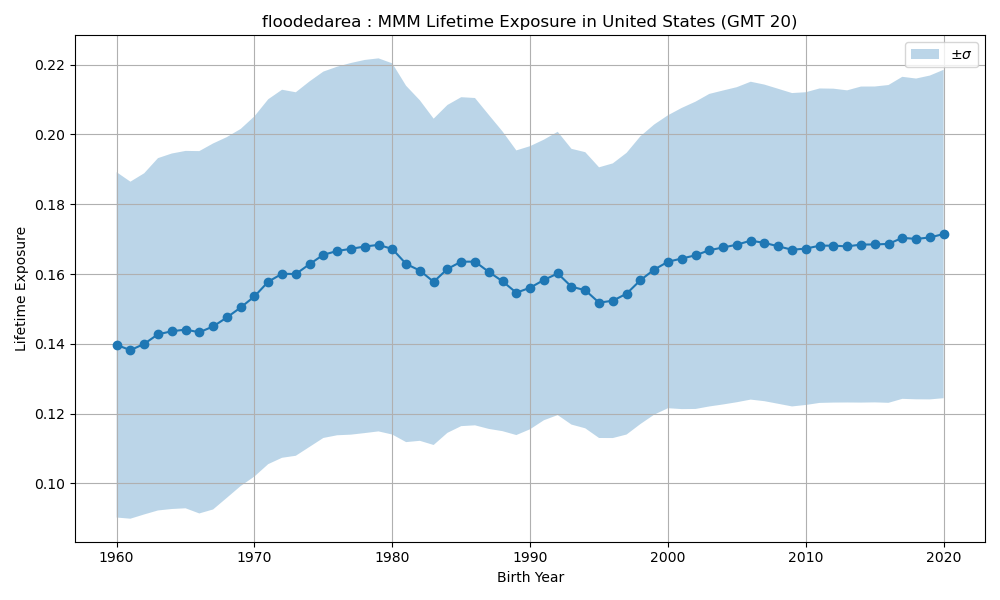 floodedarea : MMM Lifetime Exposure in United States (GMT 20)
±σ
Lifetime Exposure
0.22
0.20
0.18
0.16
0.14
0.12
0.10
1960 1970 1980 1990 2000 2010 2020
Birth Year